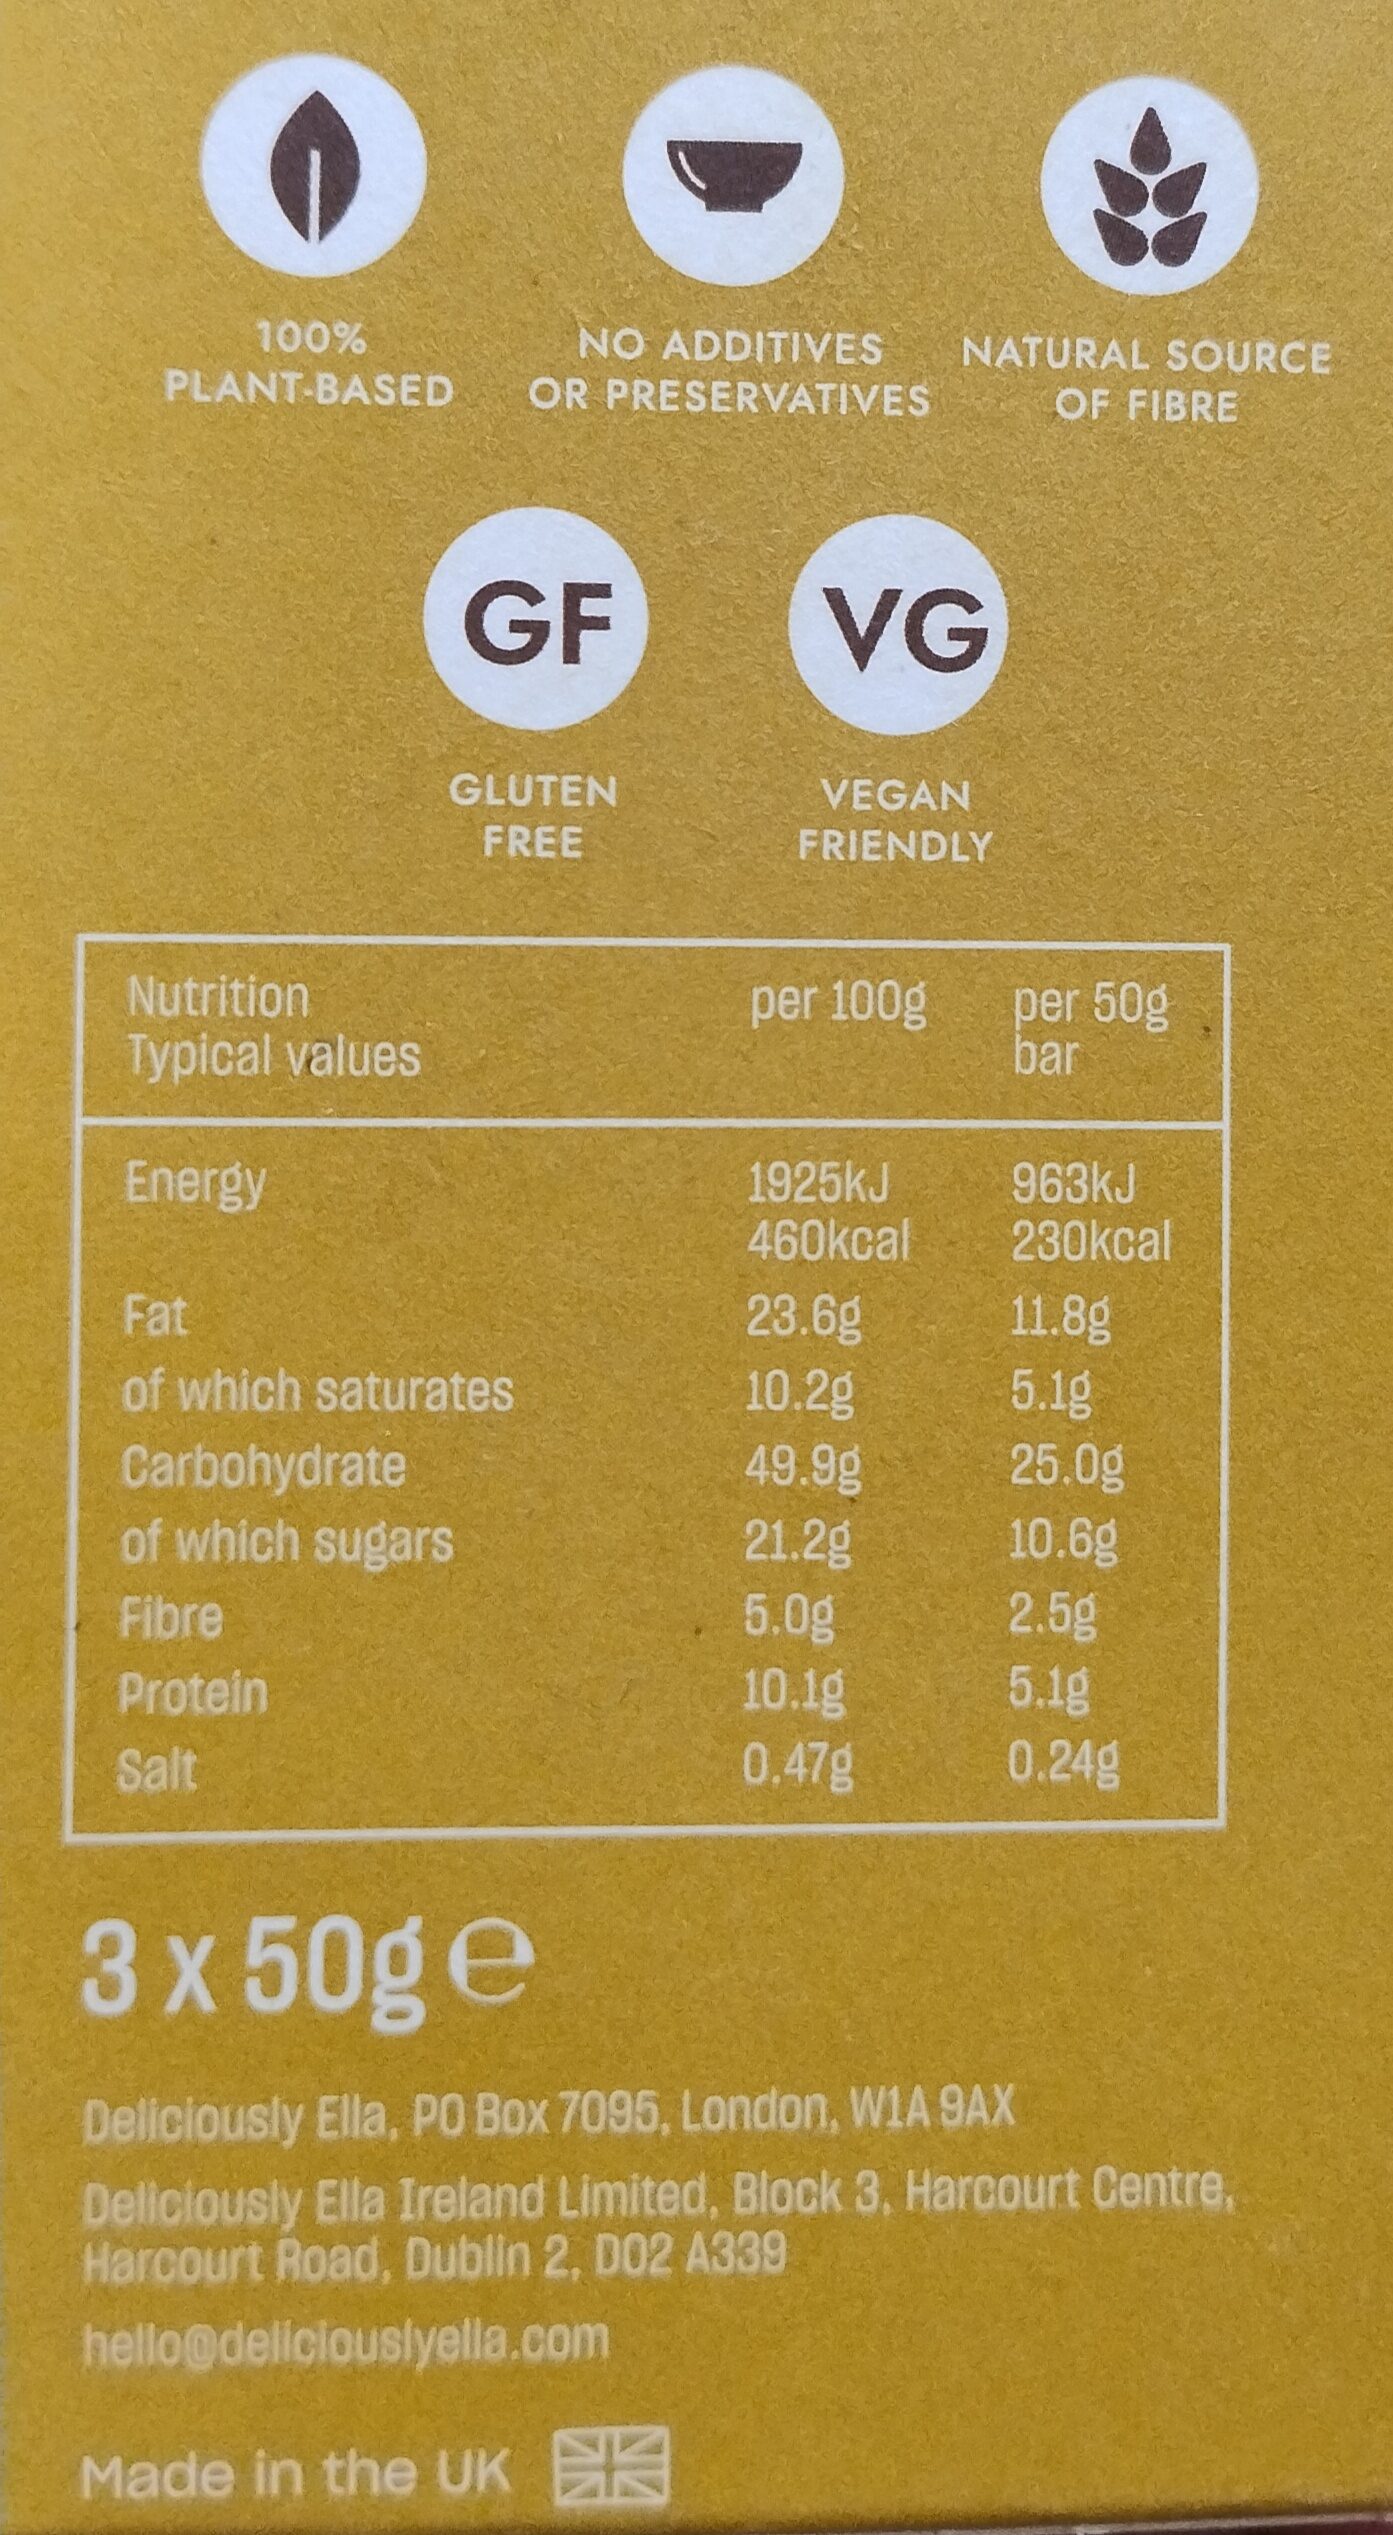 100%
PLANT-BASED
NO ADDITIVES
OR PRESERVATIVES
NATURAL SOURCE
OF FIBRE
GF
GLUTEN
FREE
VG
VEGAN
FRIENDLY
Nutrition per 100g per 50g
Typical values bar
Energy 1925kJ 963kJ
460kcal 230kcal
Fat 23.6g 11.8g
of which saturates 10.2g 5.1g
Carbohydrate 49.9g 25.0g
of which sugars 21.2g 10.6g
Fibre 5.0g 2.5g
Protein 10.1g 5.1g
Salt 0.47g 0.24g
3 x 50g ℮
Deliciously Ella, PO Box 7095, London, W1A 9AX
Deliciously Ella Ireland Limited, Block 3, Harcourt Centre,
Harcourt Road, Dublin 2, D02 A339
hello@deliciouslyella.com
Made in the UK